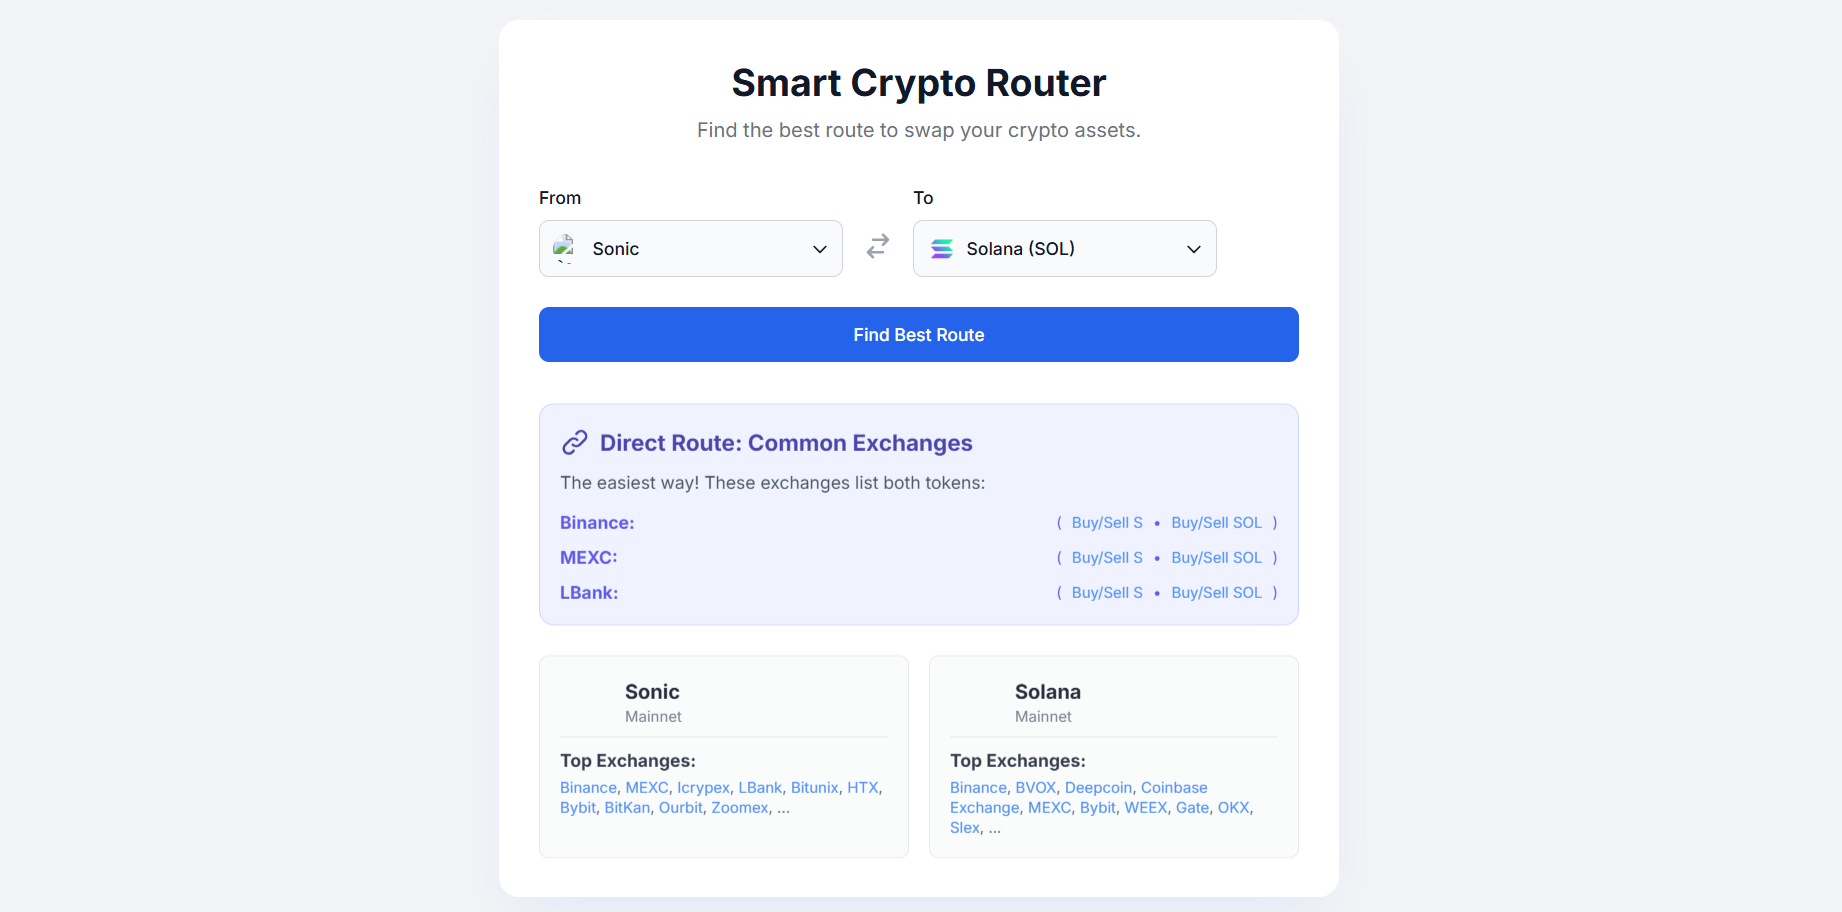 Smart Crypto Router
Find the best route to swap your crypto assets.
From
To
Sonic
Solana (SOL)
Find Best Route
Direct Route: Common Exchanges
The easiest way! These exchanges list both tokens:
Binance: ( Buy/Sell S • Buy/Sell SOL )
MEXC: ( Buy/Sell S • Buy/Sell SOL )
LBank: ( Buy/Sell S • Buy/Sell SOL )
Sonic
Mainnet
Top Exchanges:
Binance, MEXC, Icrypex, LBank, Bitunix, HTX,
Bybit, BitKan, Ourbit, Zoomex, ...
Solana
Mainnet
Top Exchanges:
Binance, BVOX, Deepcoin, Coinbase
Exchange, MEXC, Bybit, WEEX, Gate, OKX,
Slex, ...